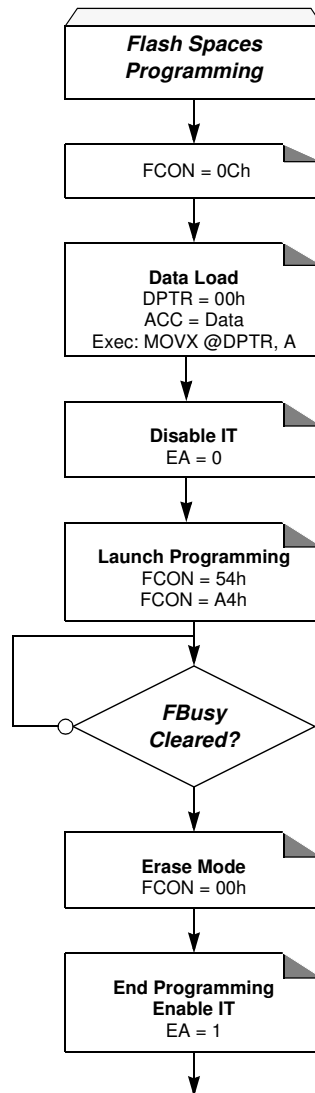 Flash Spaces
Programming
FCON = 0Ch
Data Load
DPTR = 00h
ACC = Data
Exec: MOVX @DPTR, A
Disable IT
EA = 0
Launch Programming
FCON = 54h
FCON = A4h
FBusy
Cleared?
Erase Mode
FCON = 00h
End Programming
Enable IT
EA = 1